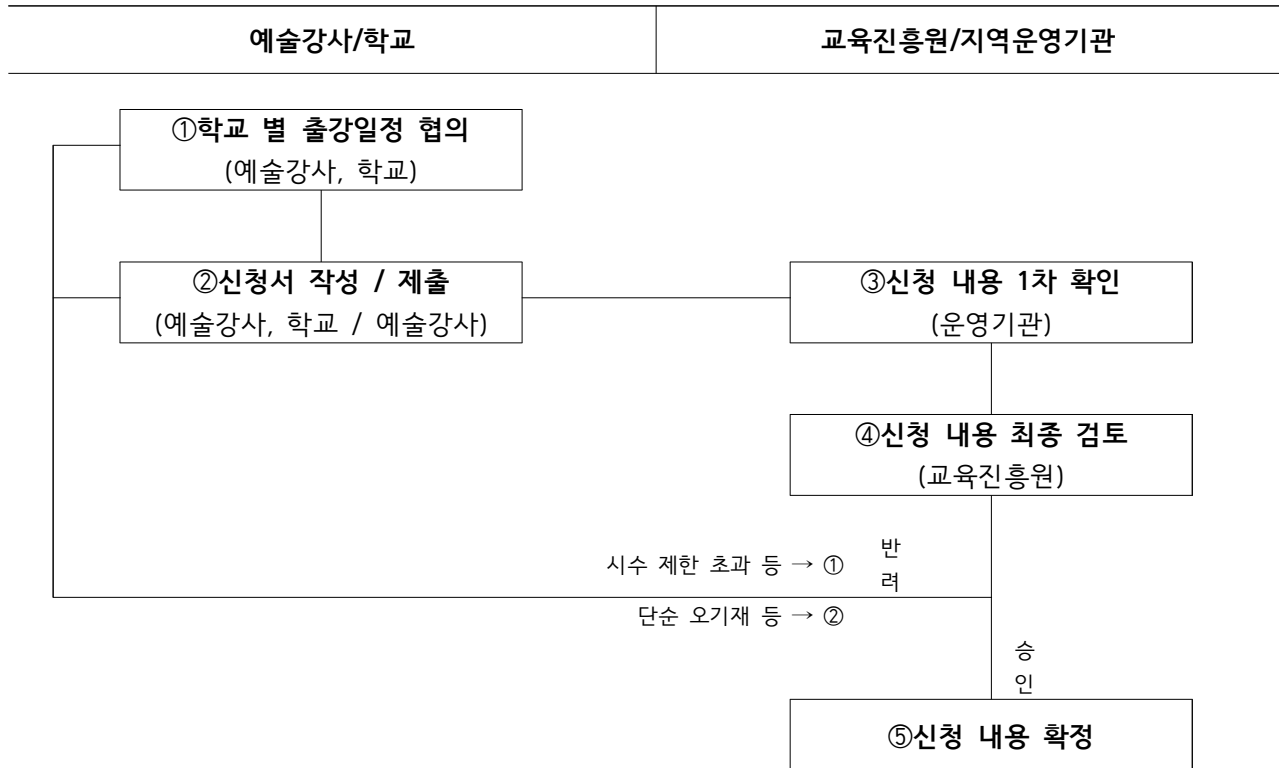 예술강사/학교
교육진흥원/지역운영기관
①학교 별 출강일정 협의
(예술강사, 학교)
②신청서 작성 / 제출
(예술강사, 학교 / 예술강사)
③신청 내용 1차 확인
(운영기관)
④신청 내용 최종 검토
(교육진흥원)
시수 제한 초과 등 → ①
반
려
단순 오기재 등 → ②
승
인
⑤신청 내용 확정